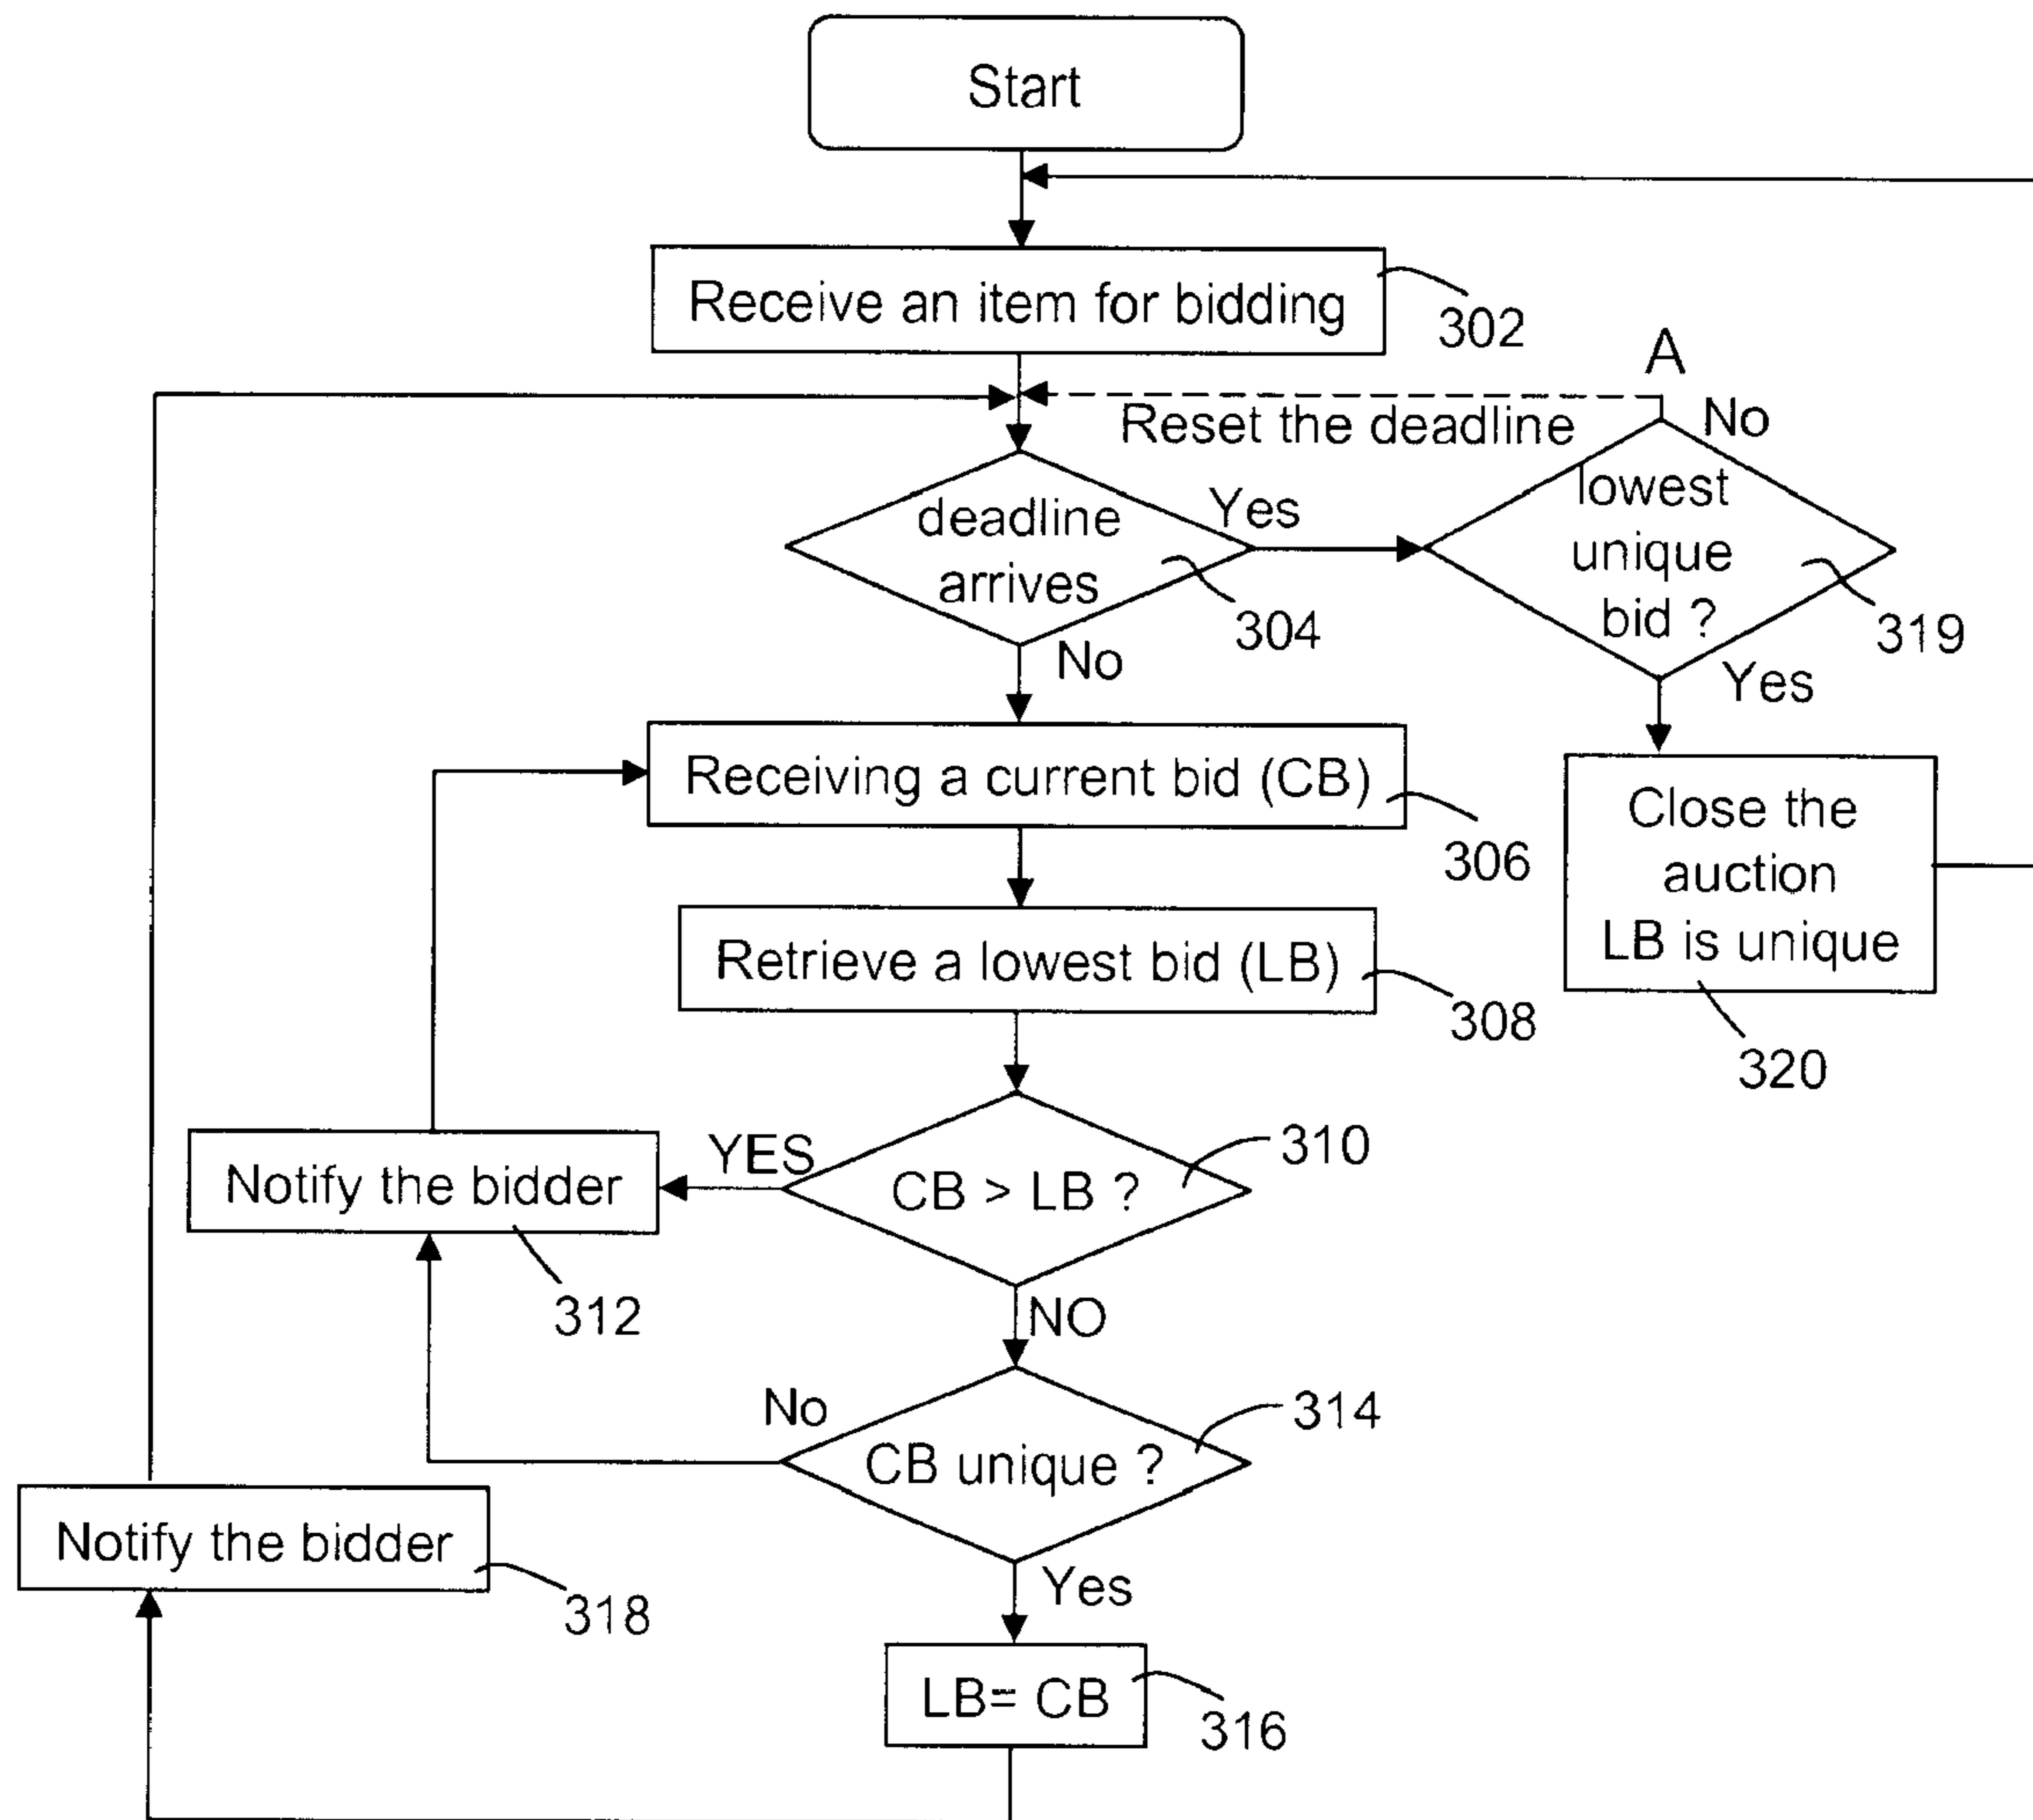 Start
Receive an item for bidding
302
A
Reset the deadline
No
deadline
arrives
Yes
304
lowest
unique
bid ?
319
No
Yes
Receiving a current bid (CB)
306
Close the
auction
LB is unique
320
Retrieve a lowest bid (LB)
308
CB > LB ?
310
YES
Notify the bidder
312
NO
CB unique ?
314
No
Notify the bidder
318
Yes
LB= CB
316